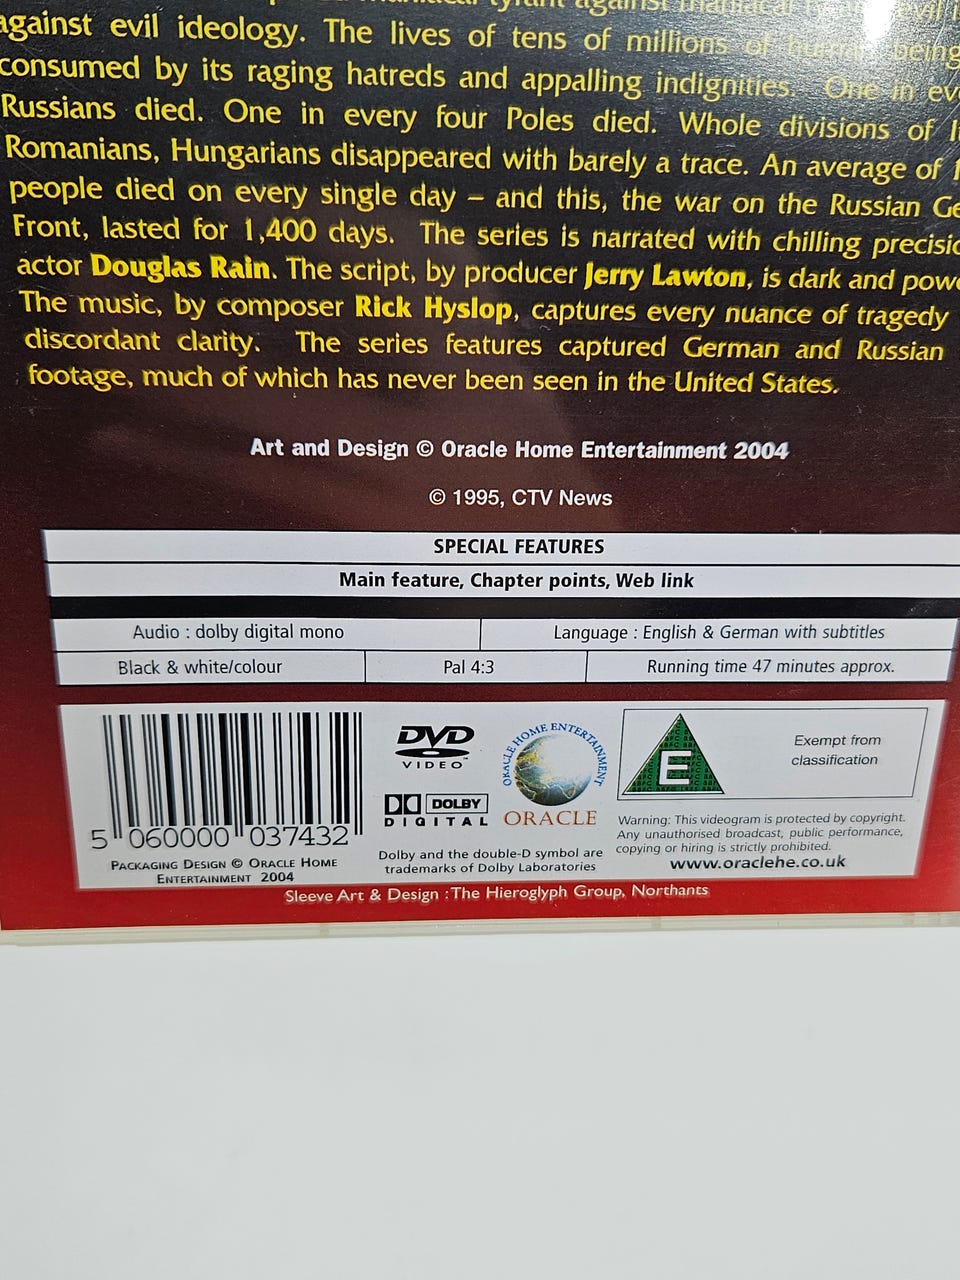 tyrant against maniacal
against evil ideology. The lives of tens of millions of human being
consumed by its raging hatreds and appalling indignities. One in
Russians died. One in every four Poles died. Whole divisions of
Romanians, Hungarians disappeared with barely a trace. An average of
people died on every single day – and this, the war on the Russian
Front, lasted for 1,400 days. The series is narrated with chilling
actor Douglas Rain. The script, by producer Jerry Lawton, is dark and
The music, by composer Rick Hyslop, captures every nuance of tragedy
discordant clarity. The series features captured German and Russian
footage, much of which has never been seen in the United States.
Art and Design © Oracle Home Entertainment 2004
© 1995, CTV News
SPECIAL FEATURES
Main feature, Chapter points, Web link
Audio : dolby digital mono Language : English & German with subtitles
Black & white/colour Pal 4:3 Running time 47 minutes approx.
5 060000 037432
PACKAGING DESIGN © ORACLE HOME
ENTERTAINMENT 2004
DVD
VIDEO™
DOLBY
DIGITAL
Dolby and the double-D symbol are
trademarks of Dolby Laboratories
ORACLE HOME ENTERTAINMENT
ORACLE
E
Exempt from
classification
Warning: This videogram is protected by copyright.
Any unauthorised broadcast, public performance,
copying or hiring is strictly prohibited.
www.oraclehe.co.uk
Sleeve Art & Design : The Hieroglyph Group, Northants